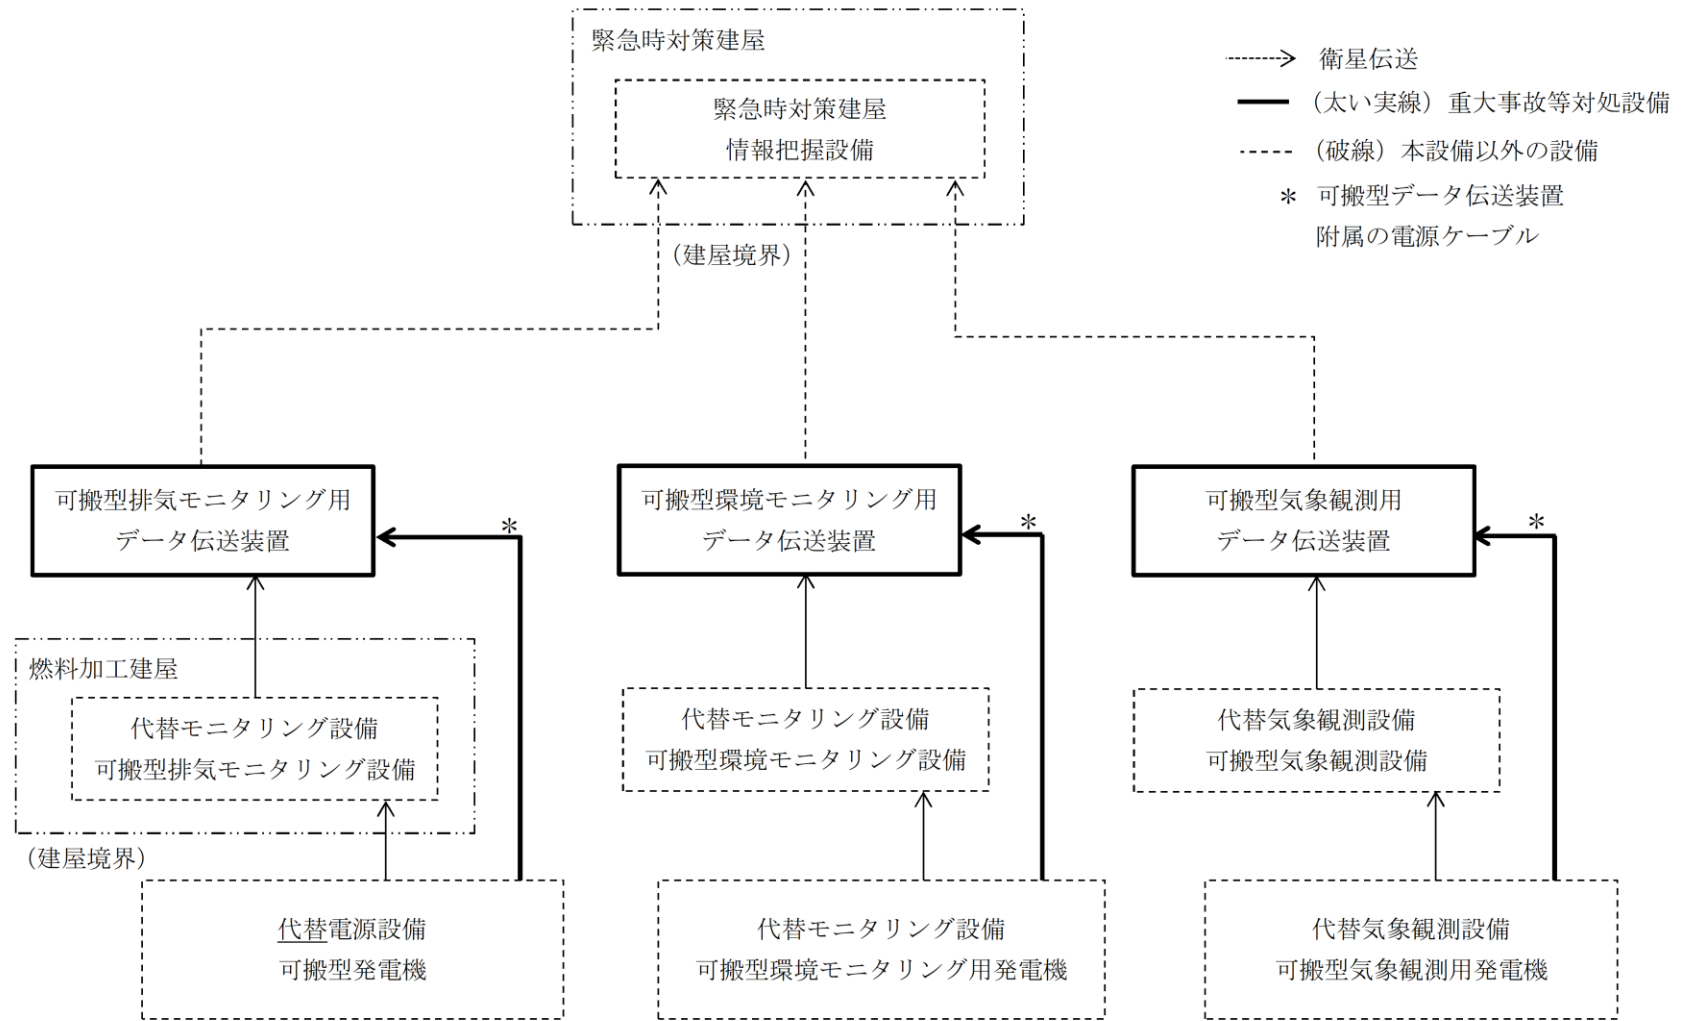 緊急時対策建屋
緊急時対策建屋
情報把握設備
(建屋境界)
衛星伝送
(太い実線)重大事故等対処設備
(破線)本設備以外の設備
* 可搬型データ伝送装置
附属の電源ケーブル
可搬型排気モニタリング用
データ伝送装置
*
可搬型環境モニタリング用
データ伝送装置
*
可搬型気象観測用
データ伝送装置
*
燃料加工建屋
代替モニタリング設備
可搬型排気モニタリング設備
(建屋境界)
代替モニタリング設備
可搬型環境モニタリング設備
代替気象観測設備
可搬型気象観測設備
代替電源設備
可搬型発電機
代替モニタリング設備
可搬型環境モニタリング用発電機
代替気象観測設備
可搬型気象観測用発電機